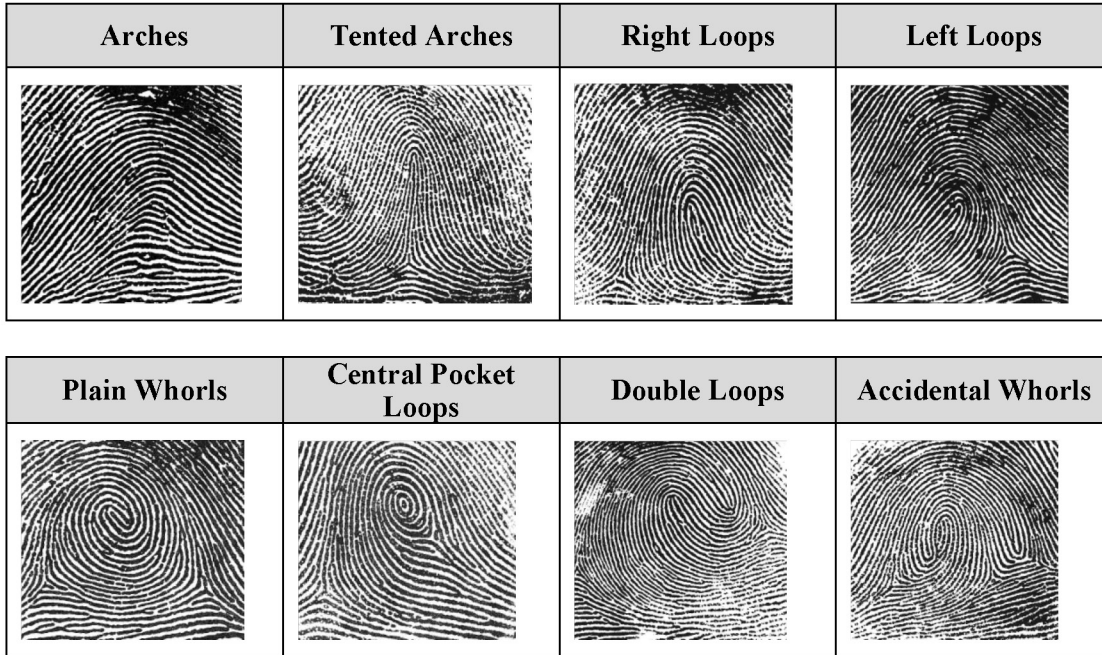 Arches
Tented Arches
Right Loops
Left Loops
Plain Whorls
Central Pocket
Loops
Double Loops
Accidental Whorls